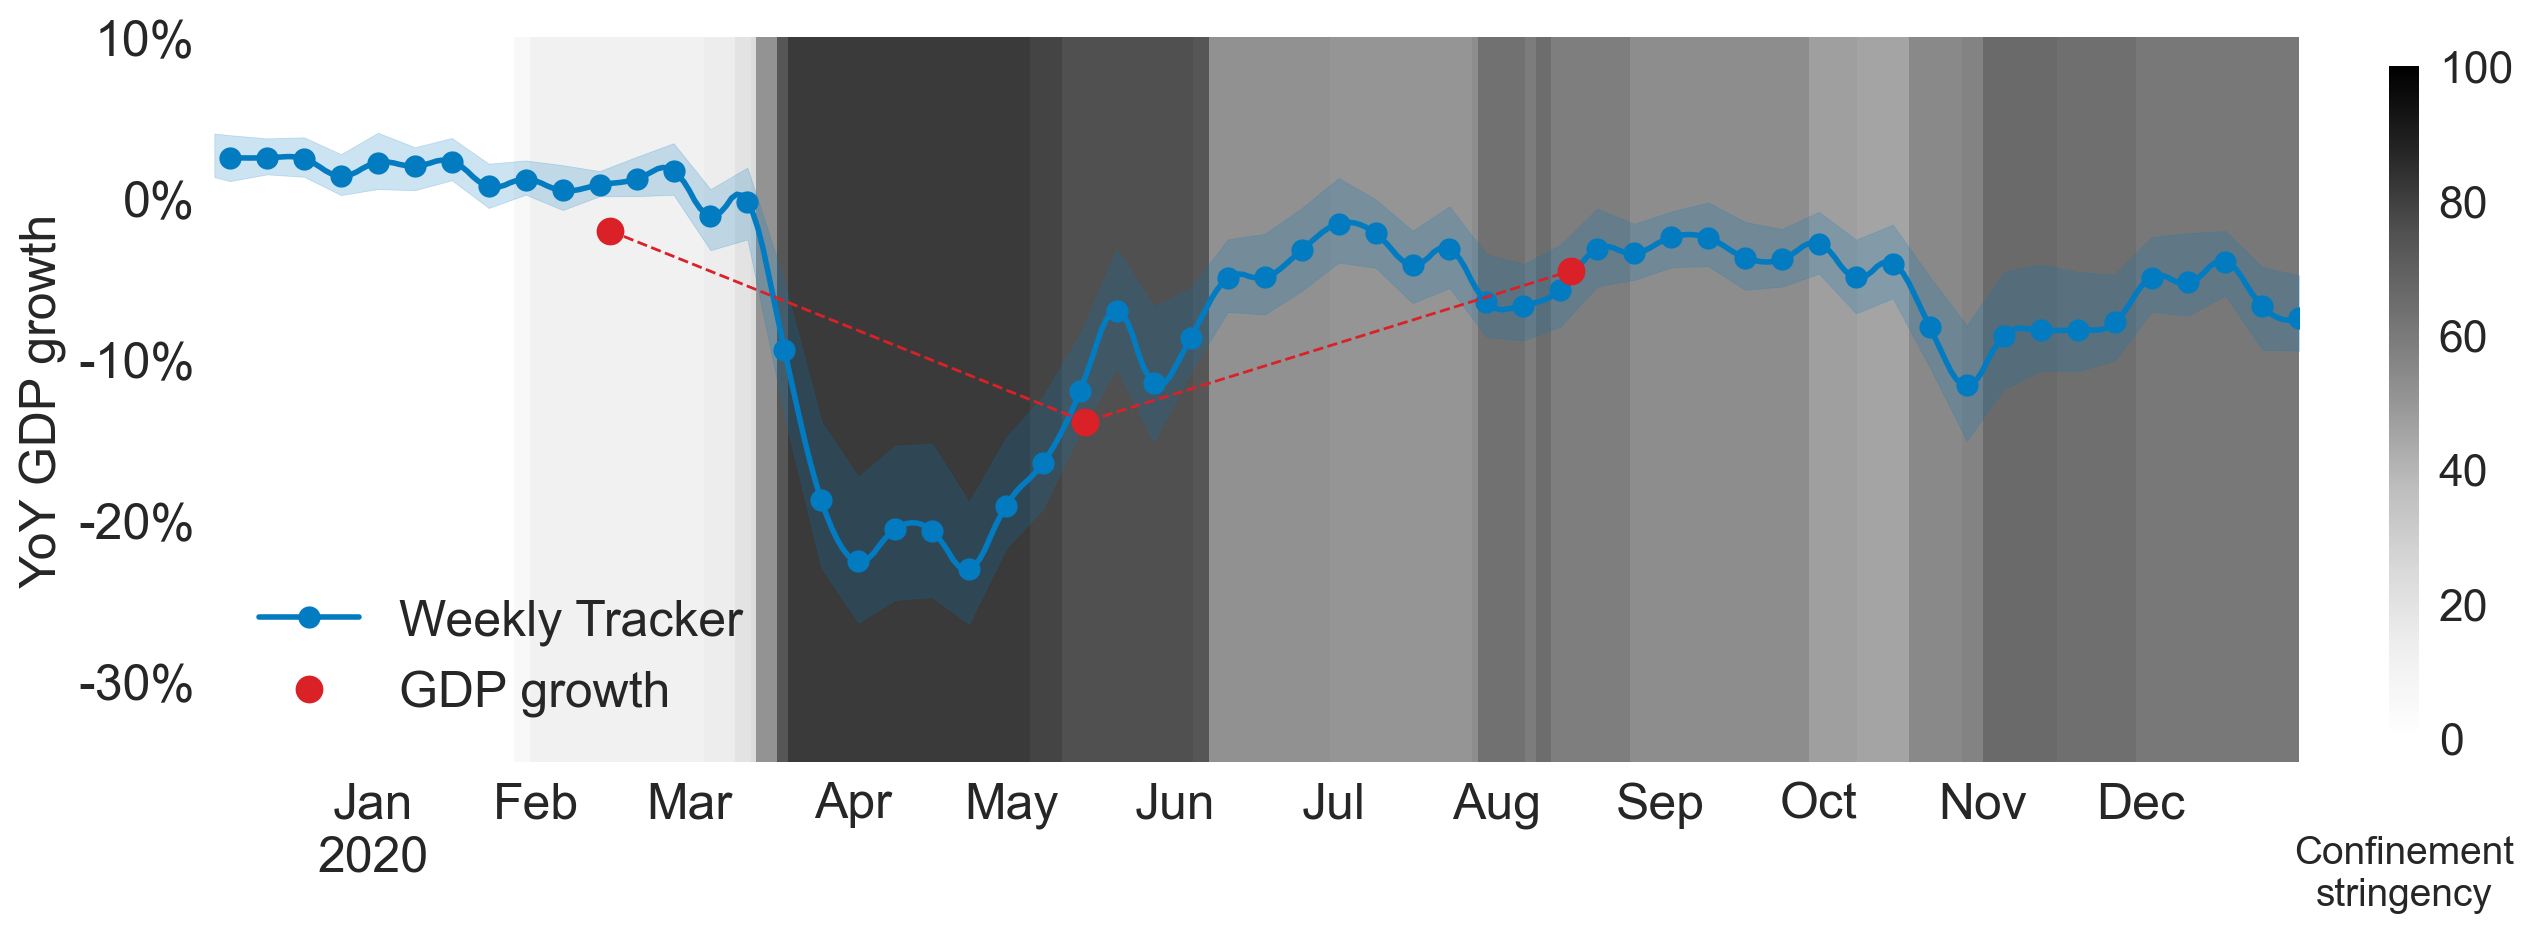 10%
0%
-10%
-20%
-30%
YoY GDP growth
Weekly Tracker
GDP growth
Jan
2020
Feb
Mar
Apr
May
Jun
Jul
Aug
Sep
Oct
Nov
Dec
100
80
60
40
20
0
Confinement
stringency